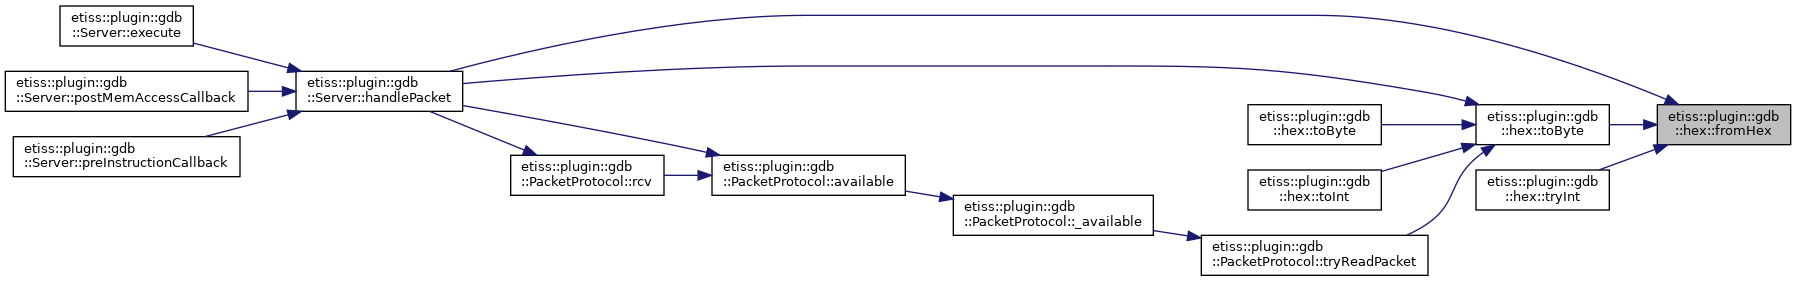 etiss::plugin::gdb
::Server::execute
etiss::plugin::gdb
::Server::postMemAccessCallback
etiss::plugin::gdb
::Server::preInstructionCallback
etiss::plugin::gdb
::Server::handlePacket
etiss::plugin::gdb
::PacketProtocol::rcv
etiss::plugin::gdb
::PacketProtocol::available
etiss::plugin::gdb
::PacketProtocol::_available
etiss::plugin::gdb
::PacketProtocol::tryReadPacket
etiss::plugin::gdb
::hex::toByte
etiss::plugin::gdb
::hex::toInt
etiss::plugin::gdb
::hex::toByte
etiss::plugin::gdb
::hex::tryInt
etiss::plugin::gdb
::hex::fromHex